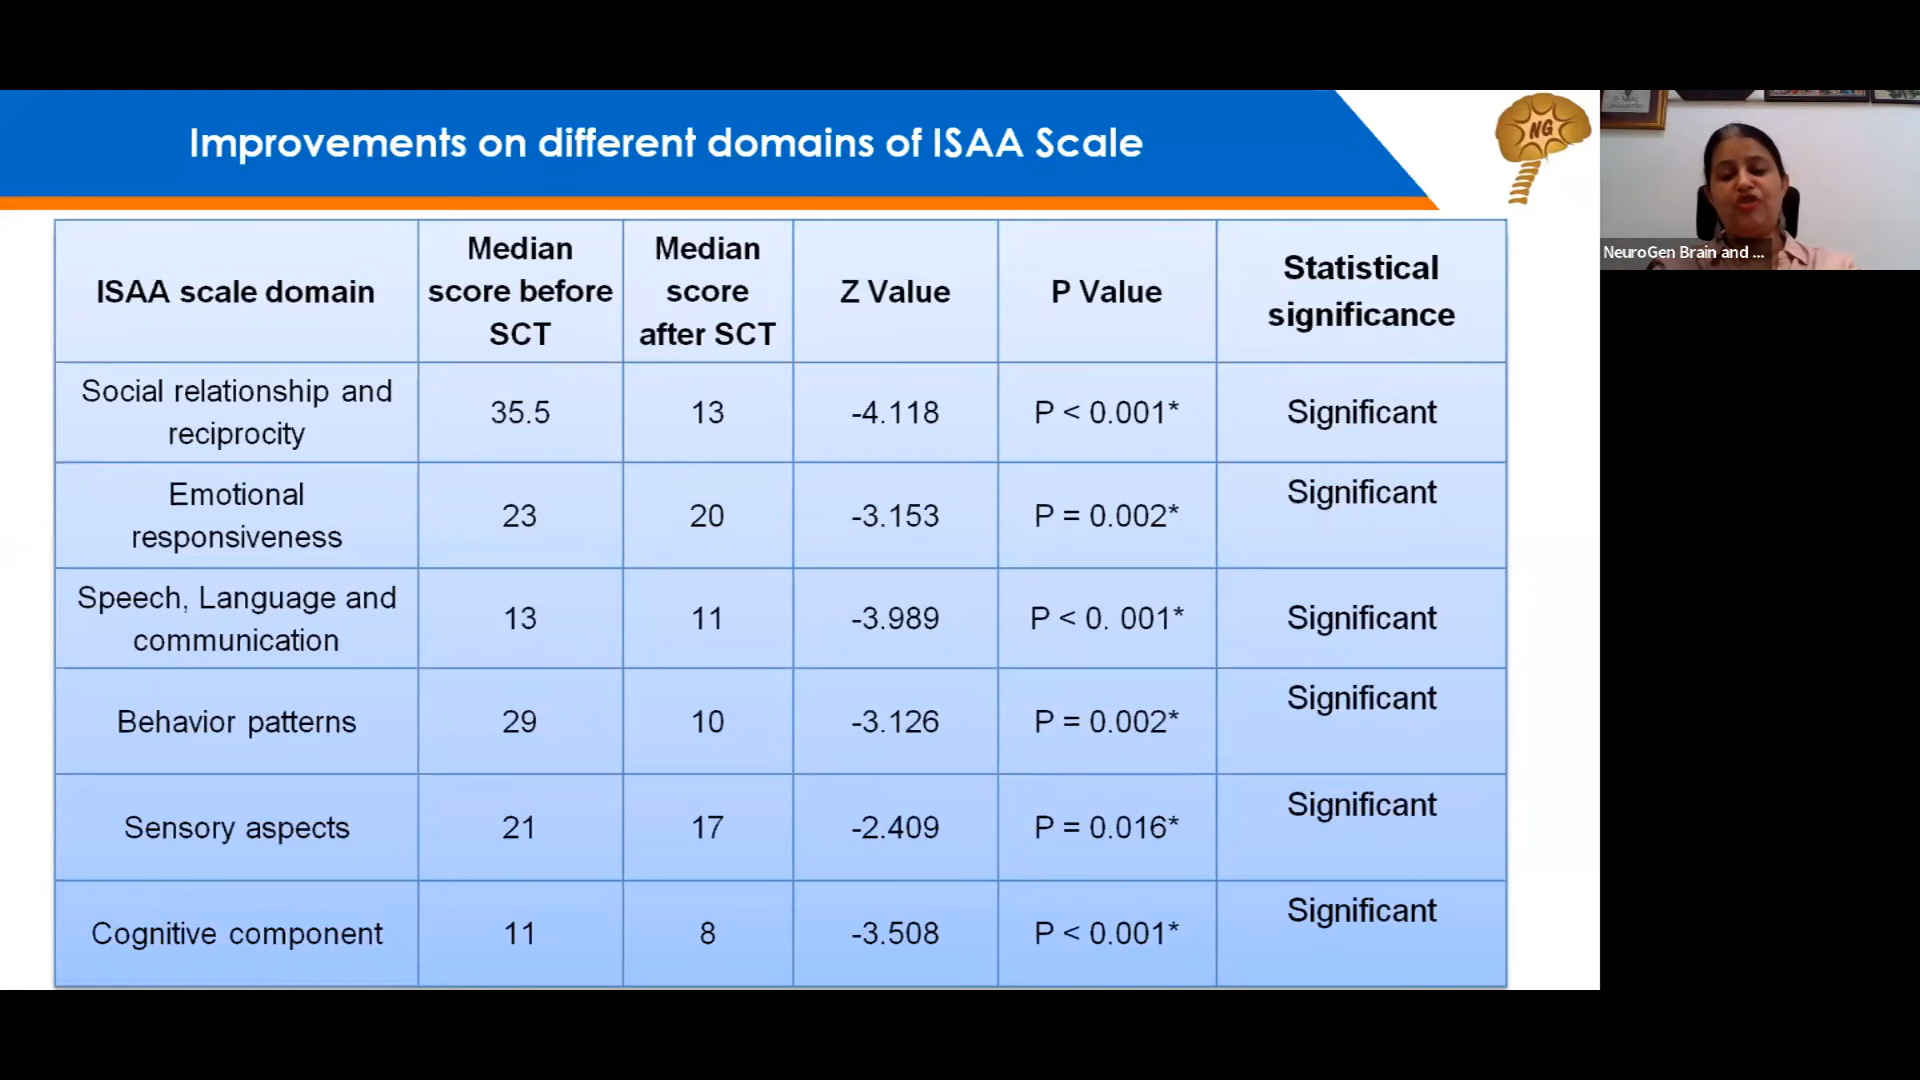 Improvements on different domains of ISAA Scale
NG
NeuroGen Brain and ...
ISAA scale domain
Median
score before
SCT
Median
score
after SCT
Z Value
P Value
Statistical
significance
Social relationship and
reciprocity
35.5
13
-4.118
P < 0.001*
Significant
Emotional
responsiveness
23
20
-3.153
P = 0.002*
Significant
Speech, Language and
communication
13
11
-3.989
P < 0. 001*
Significant
Behavior patterns
29
10
-3.126
P = 0.002*
Significant
Sensory aspects
21
17
-2.409
P = 0.016*
Significant
Cognitive component
11
8
-3.508
P < 0.001*
Significant